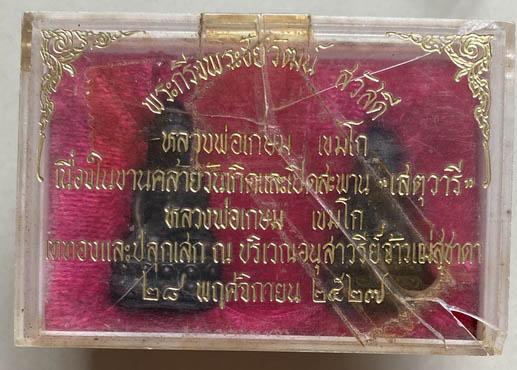 พระกริ่งพระชัยวัฒน์ สวัสดี
หลวงพ่อเกษม เขมโก
เนื่องในงานคล้ายวันเกิดและเปิดสะพาน "เสตุวารี"
หลวงพ่อเกษม เขมโก
เททองและปลุกเสก ณ บริเวณอนุสาวรีย์เจ้าแม่สุชาดา
๒๘ พฤศจิกายน ๒๕๒๗